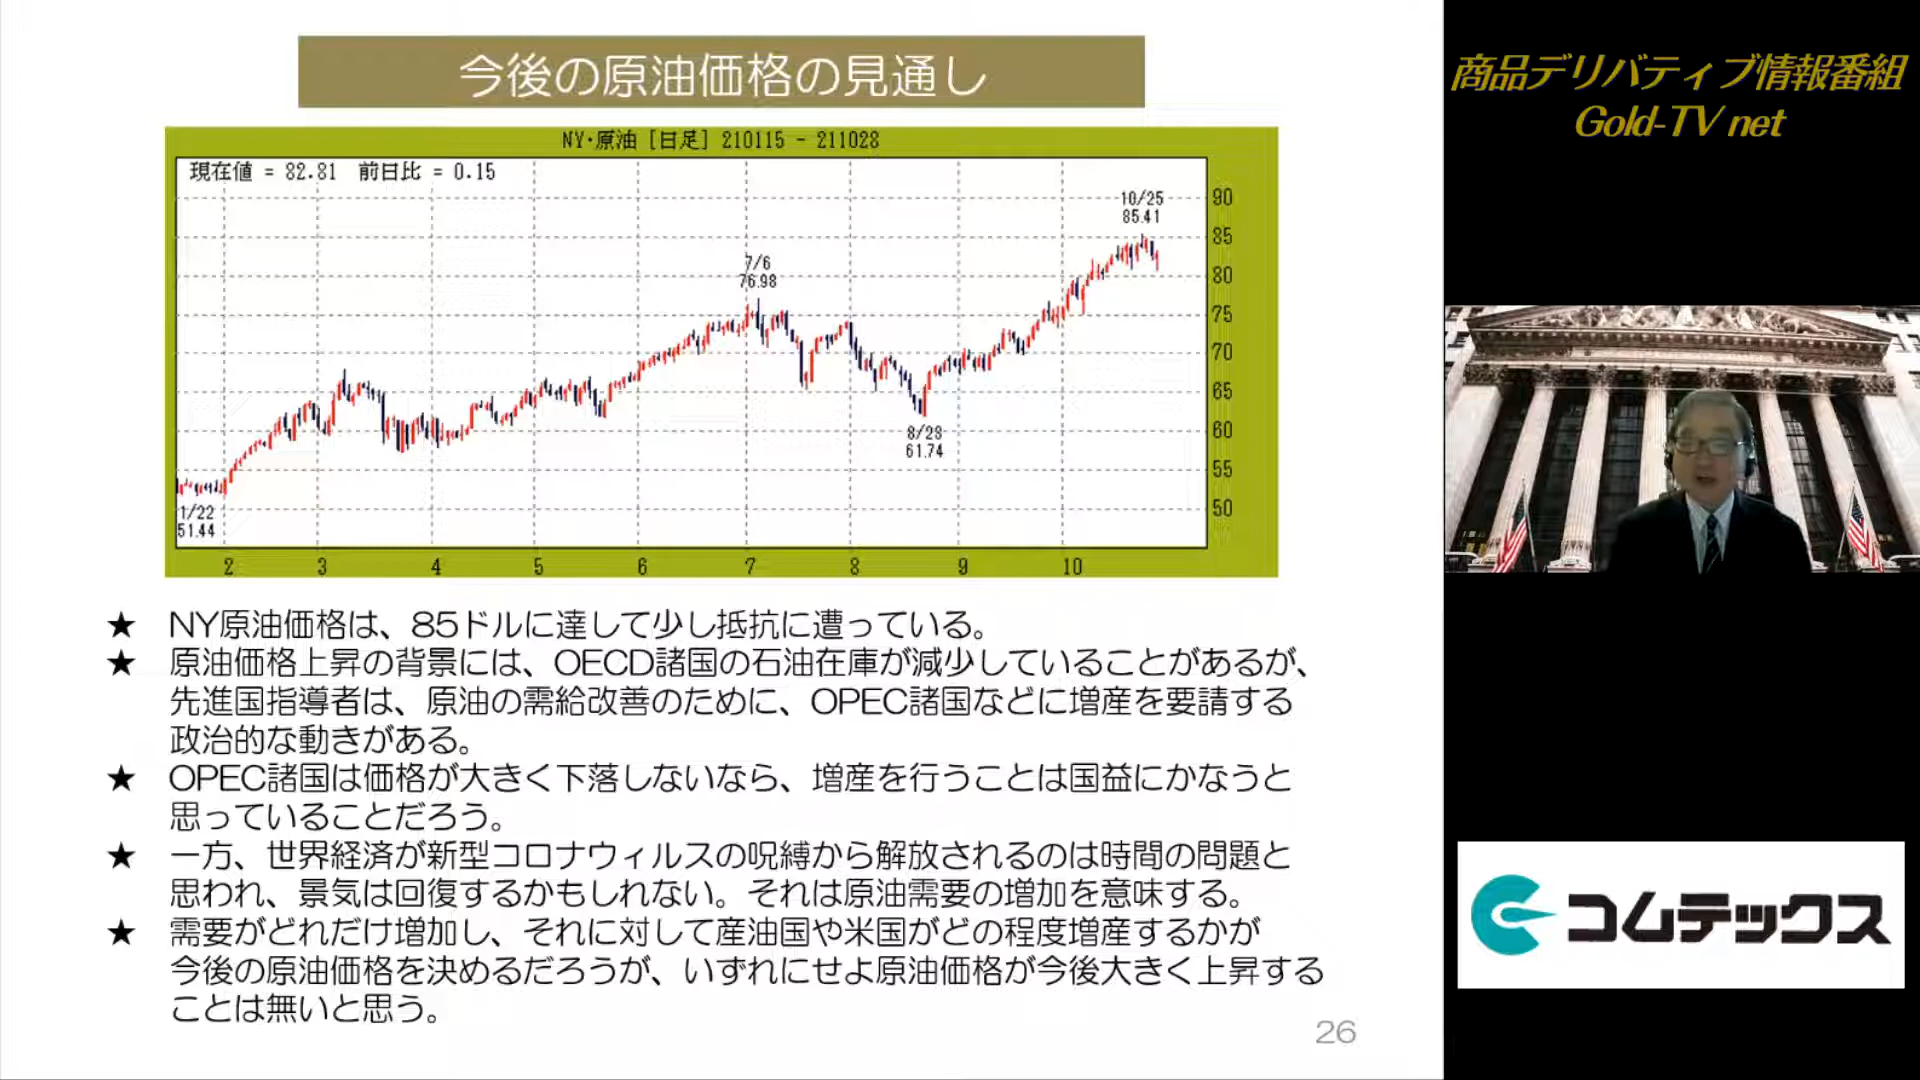 今後の原油価格の見通し
NY・原油 [日足] 210115 - 211028
現在値 = 82.81 前日比 = 0.15
10/25
85.41
7/6
76.98
8/23
61.74
1/22
51.44
90
85
80
75
70
65
60
55
50
2 3 4 5 6 7 8 9 10
★ NY原油価格は、85ドルに達して少し抵抗に遭っている。
★ 原油価格上昇の背景には、OECD諸国の石油在庫が減少していることがあるが、
先進国指導者は、原油の需給改善のために、OPEC諸国などに増産を要請する
政治的な動きがある。
★ OPEC諸国は価格が大きく下落しないなら、増産を行うことは国益にかなうと
思っていることだろう。
★ 一方、世界経済が新型コロナウィルスの呪縛から解放されるのは時間の問題と
思われ、景気は回復するかもしれない。それは原油需要の増加を意味する。
★ 需要がどれだけ増加し、それに対して産油国や米国がどの程度増産するかが
今後の原油価格を決めるだろうが、いずれにせよ原油価格が今後大きく上昇する
ことは無いと思う。
26
商品デリバティブ情報番組
Gold-TV net
コムテックス